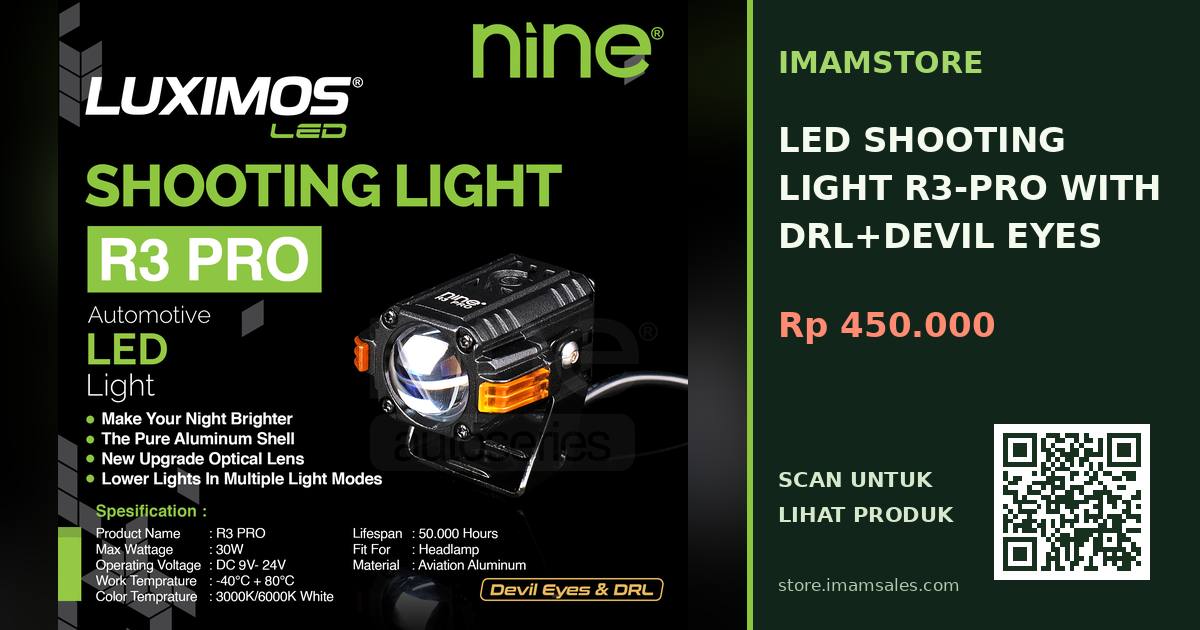 nine®
LUXIMOS®
LED
SHOOTING LIGHT
R3 PRO
Automotive
LED
Light
Make Your Night Brighter
The Pure Aluminum Shell
New Upgrade Optical Lens
Lower Lights In Multiple Light Modes
nine®
R3 PRO
autoseries
Spesification :
Product Name : R3 PRO
Max Wattage : 30W
Operating Voltage : DC 9V- 24V
Work Temprature : -40°C + 80°C
Color Temprature : 3000K/6000K White
Lifespan : 50.000 Hours
Fit For : Headlamp
Material : Aviation Aluminum
Devil Eyes & DRL
IMAMSTORE
LED SHOOTING
LIGHT R3-PRO WITH
DRL+DEVIL EYES
Rp 450.000
SCAN UNTUK
LIHAT PRODUK
store.imamsales.com